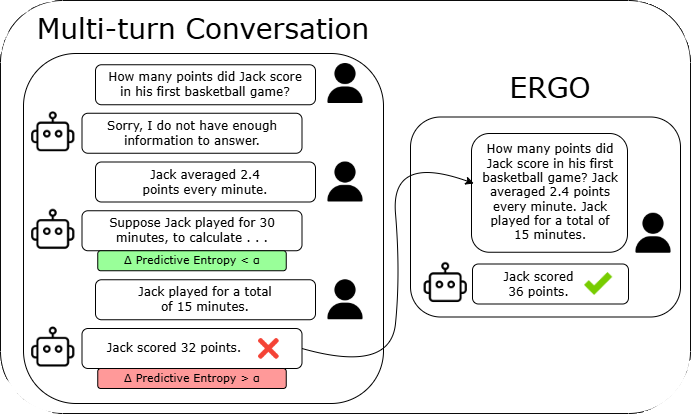 Multi-turn Conversation
How many points did Jack score
in his first basketball game?
Sorry, I do not have enough
information to answer.
Jack averaged 2.4
points every minute.
Suppose Jack played for 30
minutes, to calculate . . .
Δ Predictive Entropy < α
Jack played for a total
of 15 minutes.
Jack scored 32 points.
Δ Predictive Entropy > α
ERGO
How many points did
Jack score in his first
basketball game? Jack
averaged 2.4 points
every minute. Jack
played for a total of
15 minutes.
Jack scored
36 points.